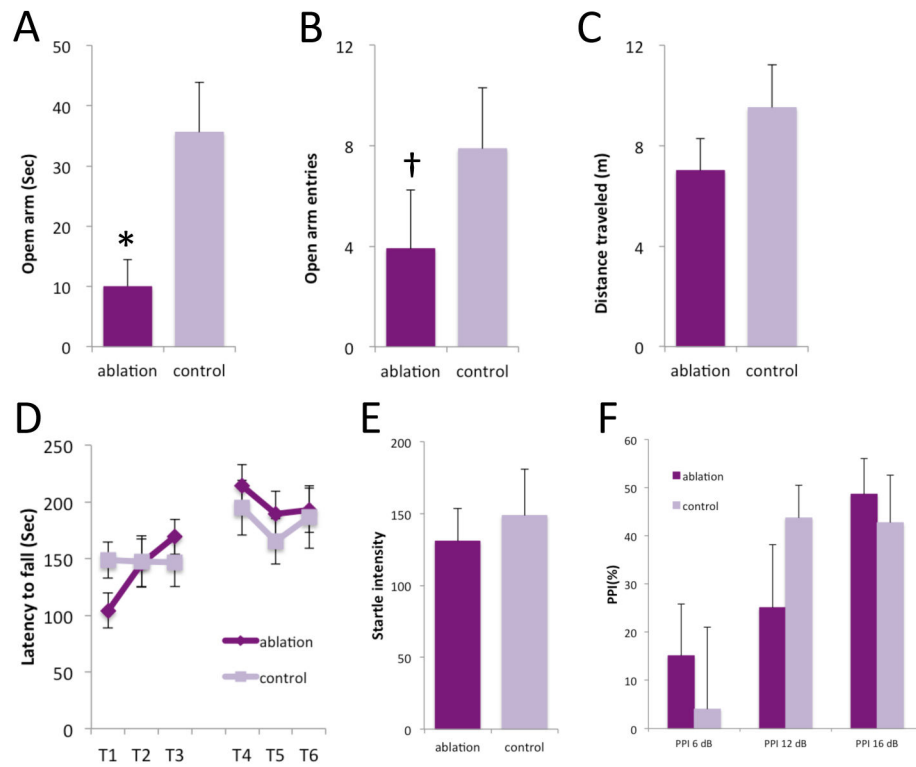 A
50
40
30
20
10
0
Opem arm (Sec)
*
ablation control
B
12
8
4
0
Open arm entries
†
ablation control
C
12
8
4
0
Distance traveled (m)
ablation control
D
250
200
150
100
50
0
Latency to fall (Sec)
ablation
control
T1 T2 T3 T4 T5 T6
E
200
150
100
50
0
Startle intensity
ablation control
F
60
50
40
30
20
10
0
PPI(%)
ablation
control
PPI 6 dB PPI 12 dB PPI 16 dB